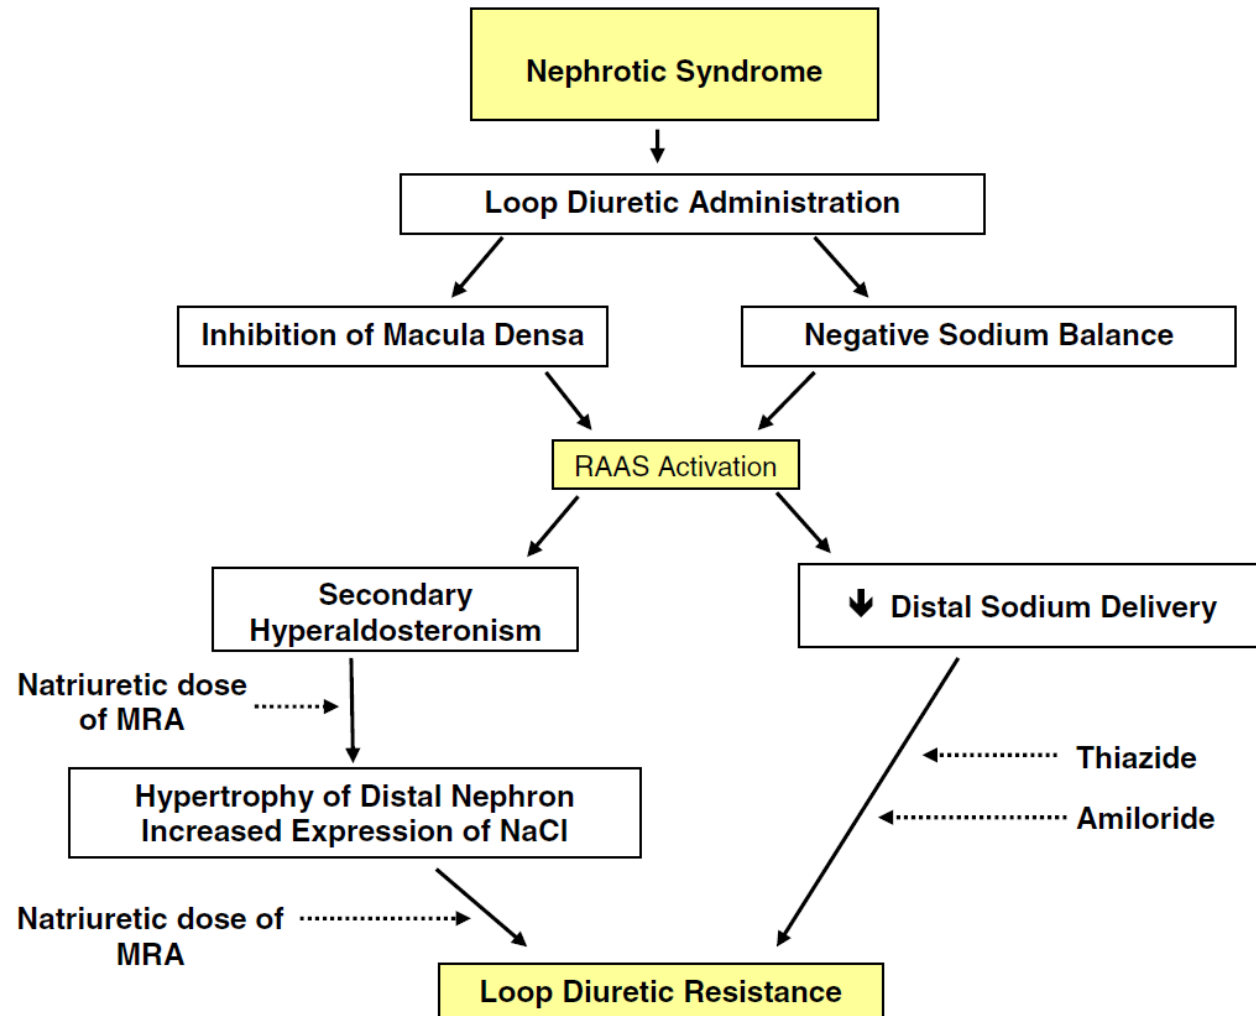 Nephrotic Syndrome
Loop Diuretic Administration
Inhibition of Macula Densa
Negative Sodium Balance
RAAS Activation
Secondary
Hyperaldosteronism
Distal Sodium Delivery
Natriuretic dose
of MRA
Thiazide
Hypertrophy of Distal Nephron
Increased Expression of NaCl
Amiloride
Natriuretic dose of
MRA
Loop Diuretic Resistance